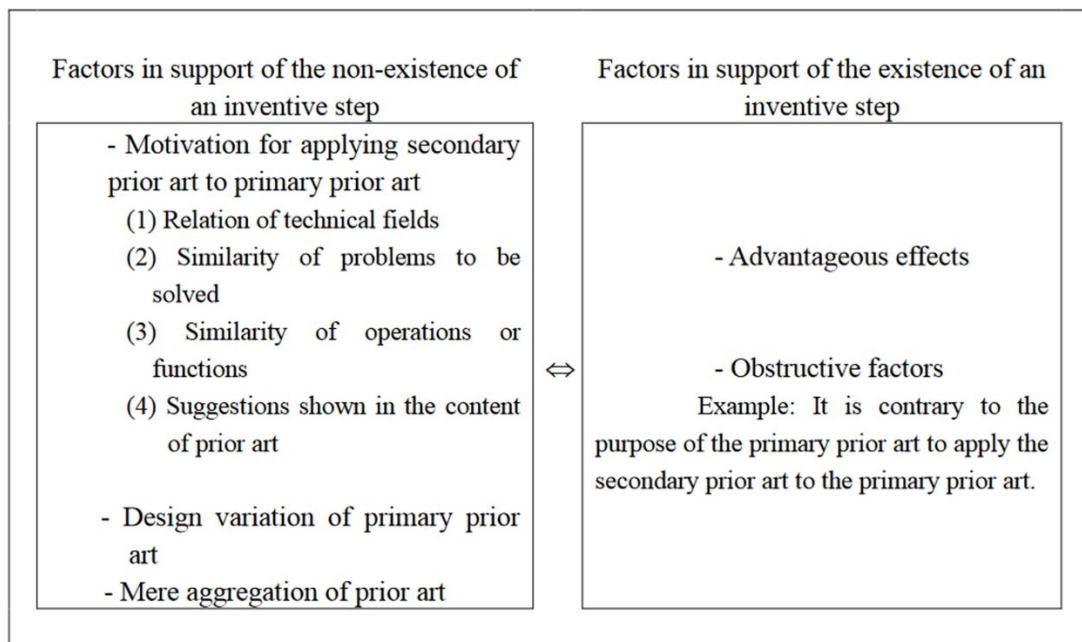 Factors in support of the non-existence of
an inventive step
- Motivation for applying secondary
prior art to primary prior art
(1) Relation of technical fields
(2) Similarity of problems to be
solved
(3) Similarity of operations or
functions
(4) Suggestions shown in the content
of prior art
- Design variation of primary prior
art
- Mere aggregation of prior art
⇔
Factors in support of the existence of an
inventive step
- Advantageous effects
- Obstructive factors
Example: It is contrary to the
purpose of the primary prior art to apply the
secondary prior art to the primary prior art.